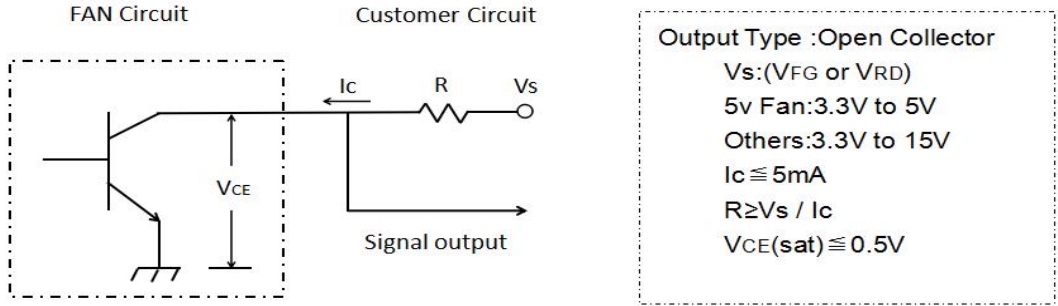 FAN Circuit
Customer Circuit
Ic
R
Vs
VCE
Signal output
Output Type :Open Collector
Vs:(VFG or VRD)
5v Fan:3.3V to 5V
Others:3.3V to 15V
Ic≦5mA
R≥Vs / Ic
VCE(sat)≦0.5V